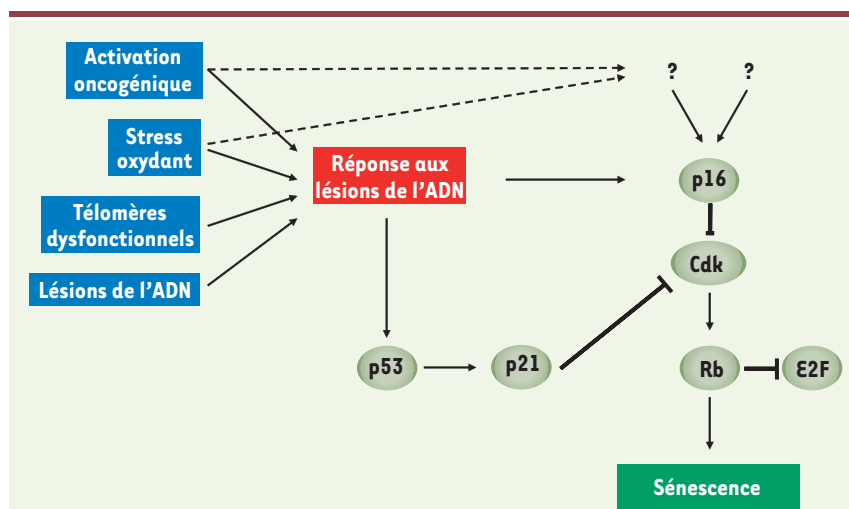 Activation
oncogénique
? ?
Stress
oxydant
Réponse aux
lésions de l'ADN
p16
Télomères
dysfonctionnels
Cdk
Lésions de l'ADN
p53
p21
Rb
E2F
Sénescence